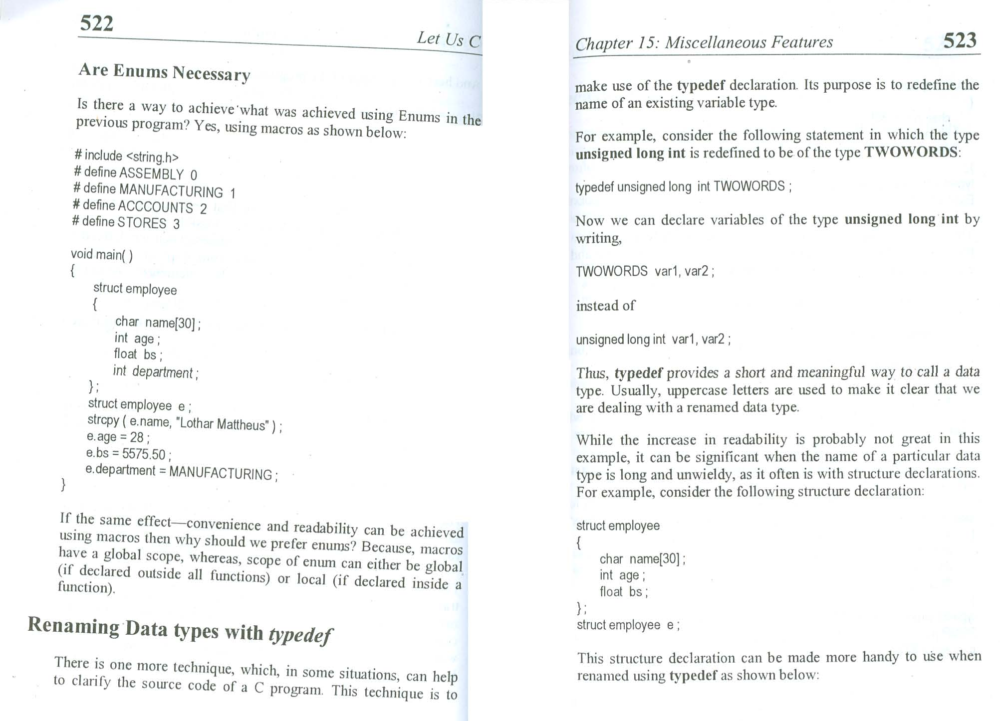 522
Let Us C
Are Enums Necessary
Is there a way to achieve what was achieved using Enums in the
previous program? Yes, using macros as shown below:
# include <string.h>
# define ASSEMBLY 0
# define MANUFACTURING 1
# define ACCCOUNTS 2
# define STORES 3
void main( )
{
struct employee
{
char name[30] ;
int age ;
float bs ;
int department ;
} ;
struct employee e ;
strcpy ( e.name, "Lothar Mattheus" ) ;
e.age = 28 ;
e.bs = 5575.50 ;
e.department = MANUFACTURING ;
}
If the same effect—convenience and readability can be achieved
using macros then why should we prefer enums? Because, macros
have a global scope, whereas, scope of enum can either be global
(if declared outside all functions) or local (if declared inside a
function).
Renaming Data types with typedef
There is one more technique, which, in some situations, can help
to clarify the source code of a C program. This technique is to
Chapter 15: Miscellaneous Features 523
make use of the typedef declaration. Its purpose is to redefine the
name of an existing variable type.
For example, consider the following statement in which the type
unsigned long int is redefined to be of the type TWOWORDS:
typedef unsigned long int TWOWORDS ;
Now we can declare variables of the type unsigned long int by
writing,
TWOWORDS var1, var2 ;
instead of
unsigned long int var1, var2 ;
Thus, typedef provides a short and meaningful way to call a data
type. Usually, uppercase letters are used to make it clear that we
are dealing with a renamed data type.
While the increase in readability is probably not great in this
example, it can be significant when the name of a particular data
type is long and unwieldy, as it often is with structure declarations.
For example, consider the following structure declaration:
struct employee
{
char name[30] ;
int age ;
float bs ;
} ;
struct employee e ;
This structure declaration can be made more handy to use when
renamed using typedef as shown below: